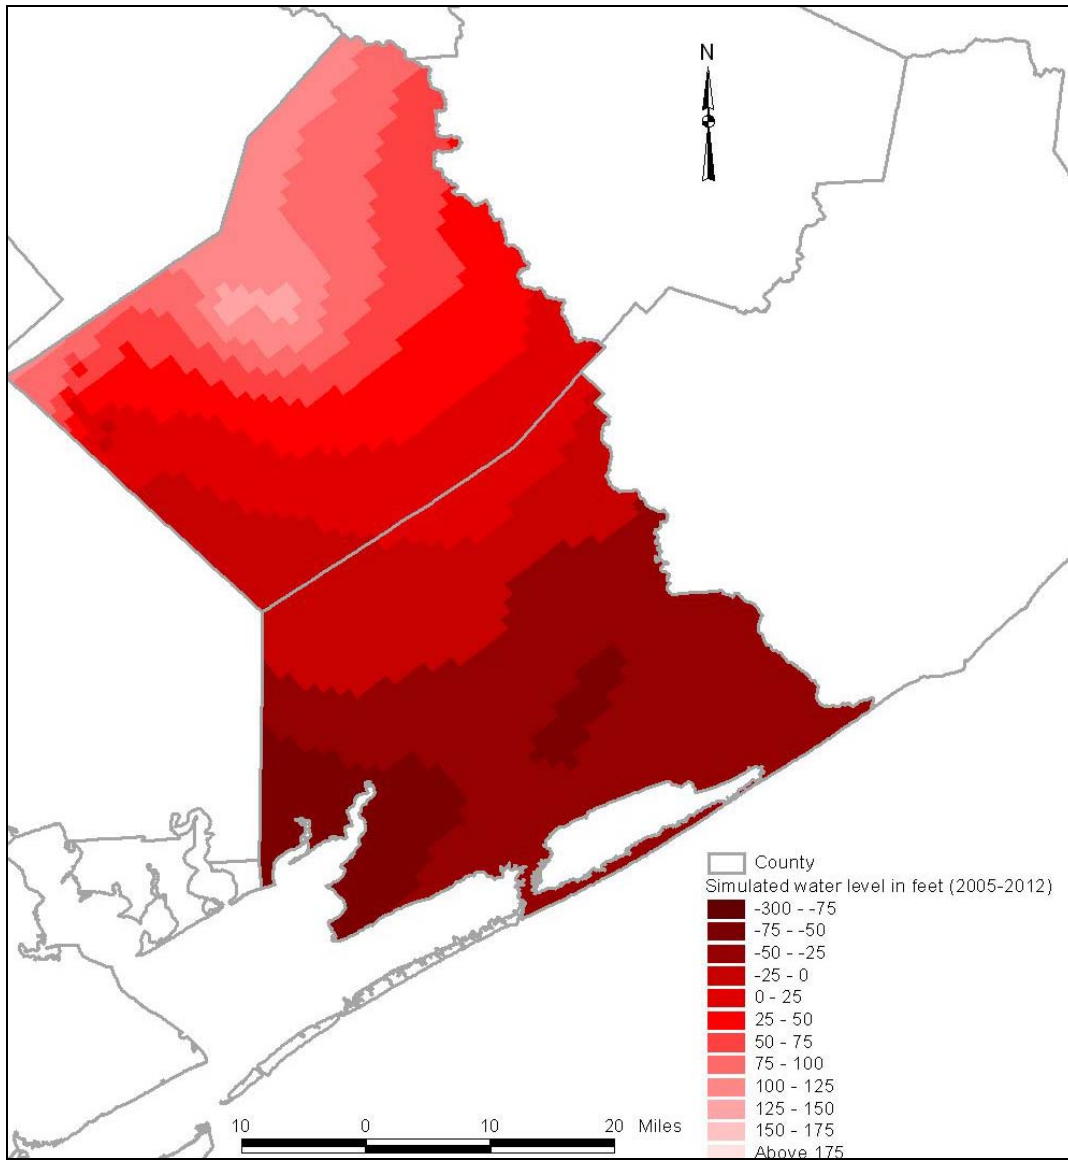 N
County
Simulated water level in feet (2005-2012)
-300 - -75
-75 - -50
-50 - -25
-25 - 0
0 - 25
25 - 50
50 - 75
75 - 100
100 - 125
125 - 150
150 - 175
Above 175
10 0 10 20 Miles